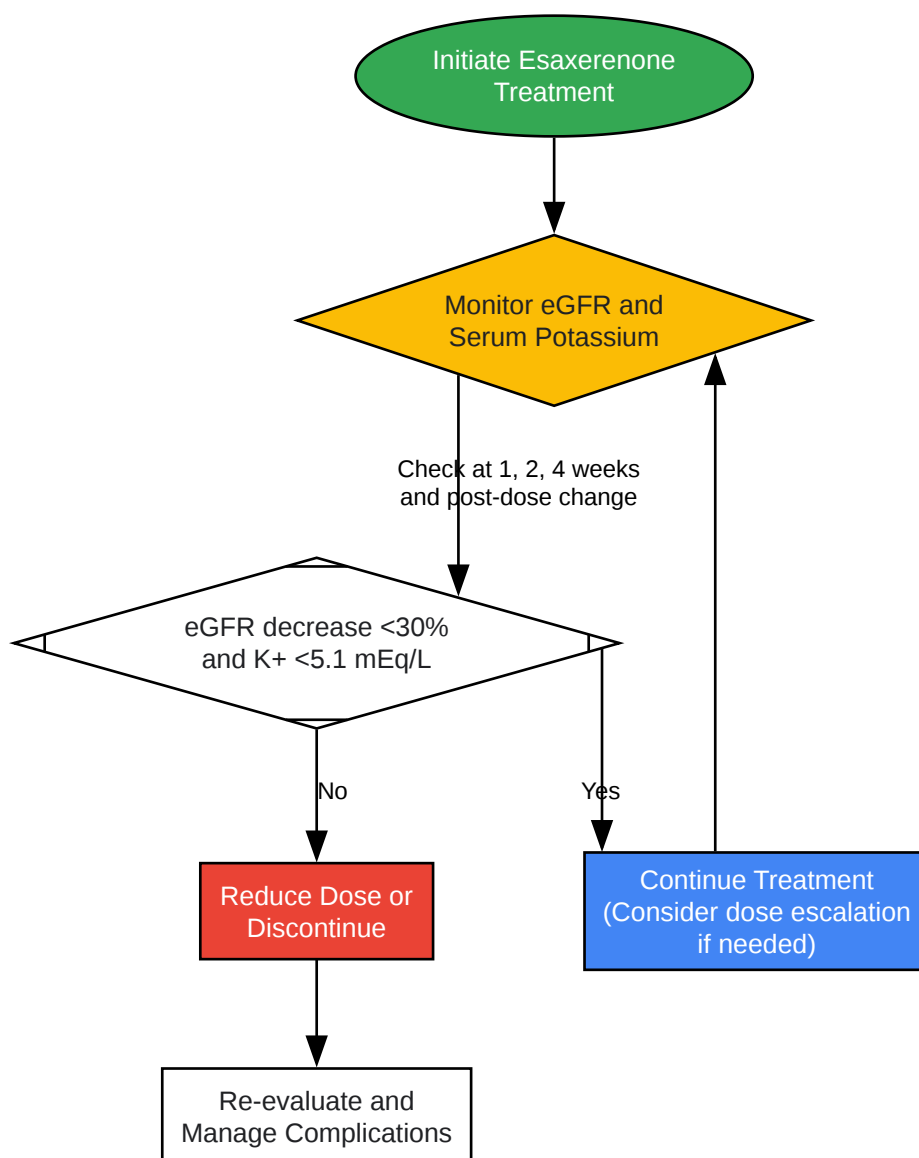 Initiate Esaxerenone
Treatment
Monitor eGFR and
Serum Potassium
Check at 1, 2, 4 weeks
and post-dose change
eGFR decrease <30%
and K+ <5.1 mEq/L
No
Yes
Reduce Dose or
Discontinue
Continue Treatment
(Consider dose escalation
if needed)
Re-evaluate and
Manage Complications